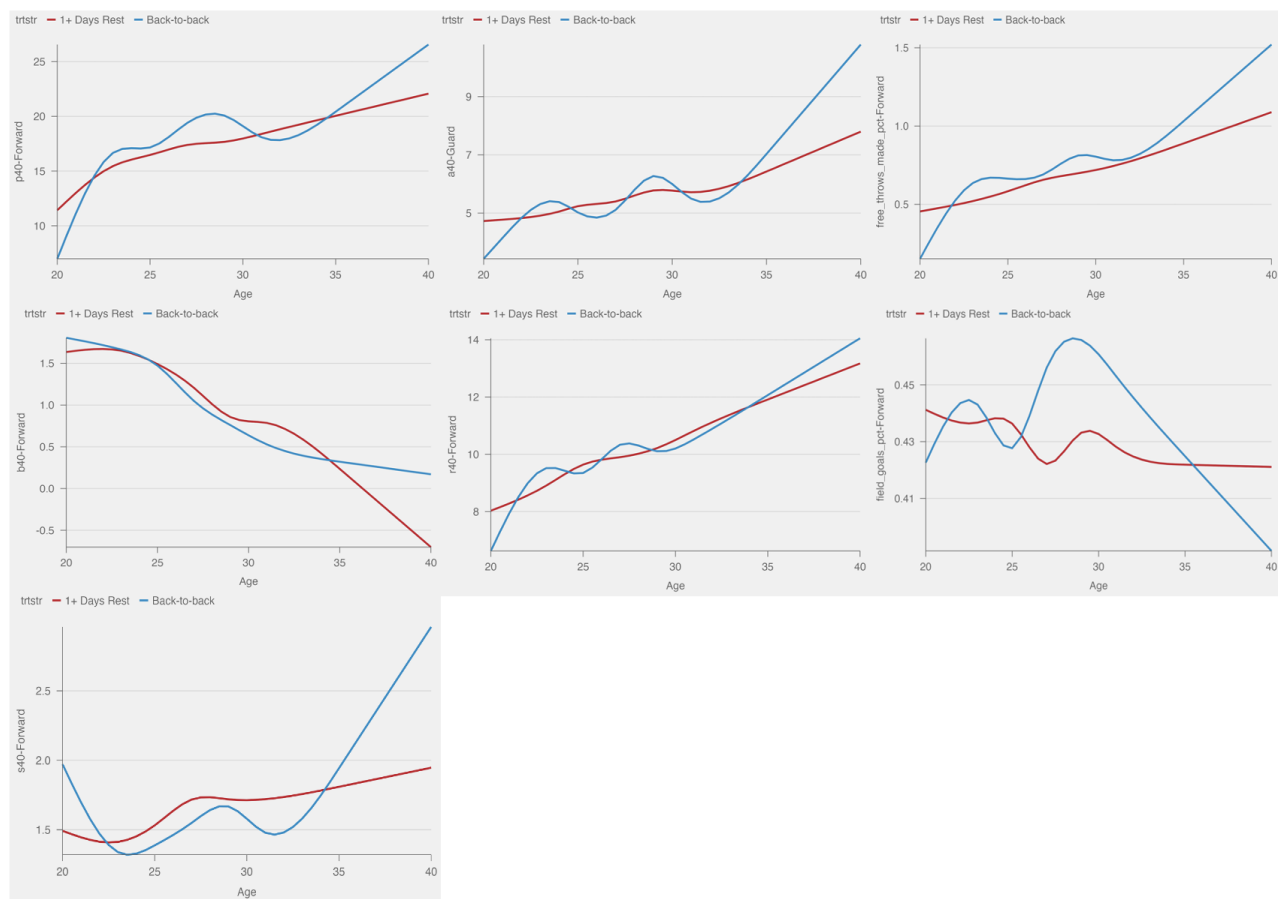 trtstr 1+ Days Rest Back-to-back
p40-Forward
25
20
15
10
20 25 30 35 40
Age
trtstr 1+ Days Rest Back-to-back
a40-Guard
9
7
5
20 25 30 35 40
Age
trtstr 1+ Days Rest Back-to-back
free_throws_made_pct-Forward
1.5
1.0
0.5
20 25 30 35 40
Age
trtstr 1+ Days Rest Back-to-back
b40-Forward
1.5
1.0
0.5
0.0
-0.5
20 25 30 35 40
Age
trtstr 1+ Days Rest Back-to-back
r40-Forward
14
12
10
8
20 25 30 35 40
Age
trtstr 1+ Days Rest Back-to-back
field_goals_pct-Forward
0.45
0.43
0.41
20 25 30 35 40
Age
trtstr 1+ Days Rest Back-to-back
s40-Forward
2.5
2.0
1.5
20 25 30 35 40
Age